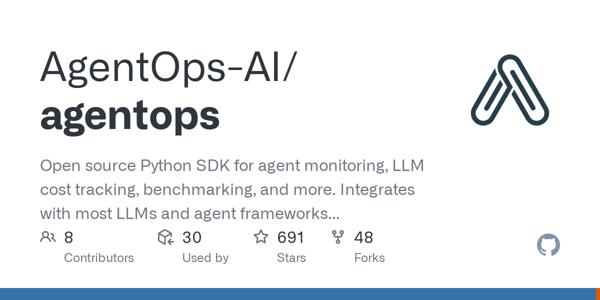 AgentOps-AI/
agentops
Open source Python SDK for agent monitoring, LLM
cost tracking, benchmarking, and more. Integrates
with most LLMs and agent frameworks...
8 30 691 48
Contributors Used by Stars Forks